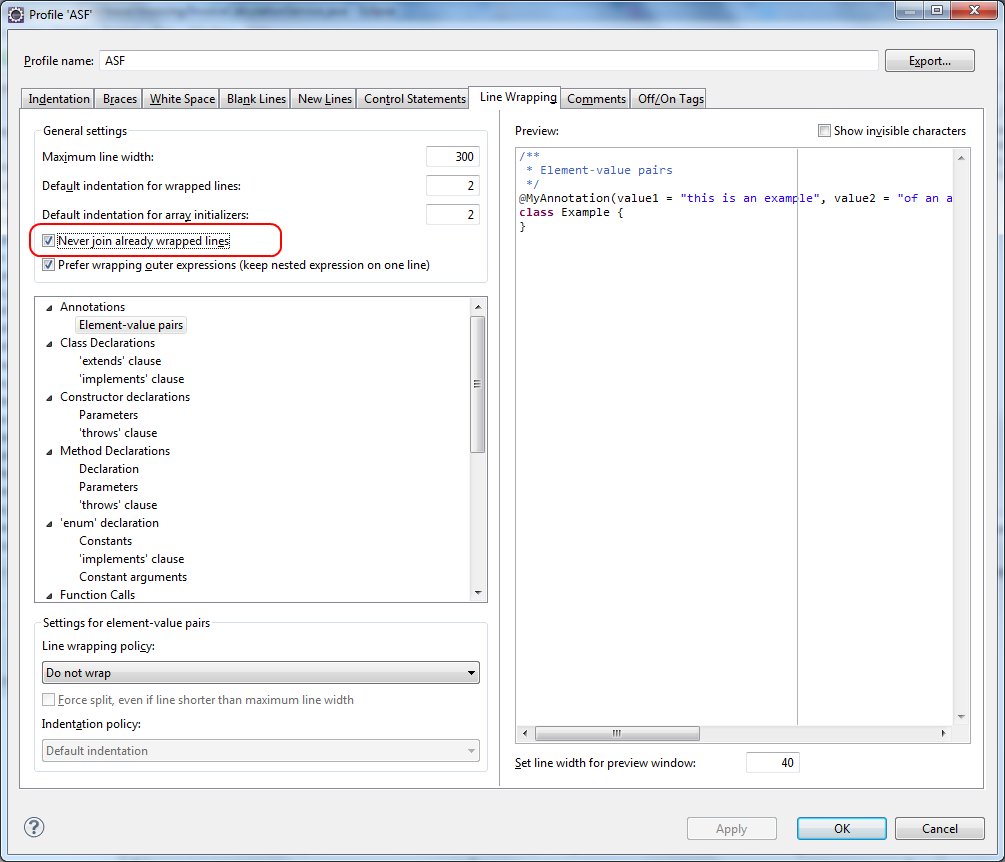 Profile 'ASF'
Profile name: ASF Export...
Indentation Braces White Space Blank Lines New Lines Control Statements Line Wrapping Comments Off/On Tags
General settings
Maximum line width: 300
Default indentation for wrapped lines: 2
Default indentation for array initializers: 2
Never join already wrapped lines
Prefer wrapping outer expressions (keep nested expression on one line)
Annotations
Element-value pairs
Class Declarations
'extends' clause
'implements' clause
Constructor declarations
Parameters
'throws' clause
Method Declarations
Declaration
Parameters
'throws' clause
'enum' declaration
Constants
'implements' clause
Constant arguments
Function Calls
Settings for element-value pairs
Line wrapping policy:
Do not wrap
Force split, even if line shorter than maximum line width
Indentation policy:
Default indentation
Preview: Show invisible characters
/**
* Element-value pairs
*/
@MyAnnotation(value1 = "this is an example", value2 = "of an a
class Example {
}
Set line width for preview window: 40
?
Apply OK Cancel